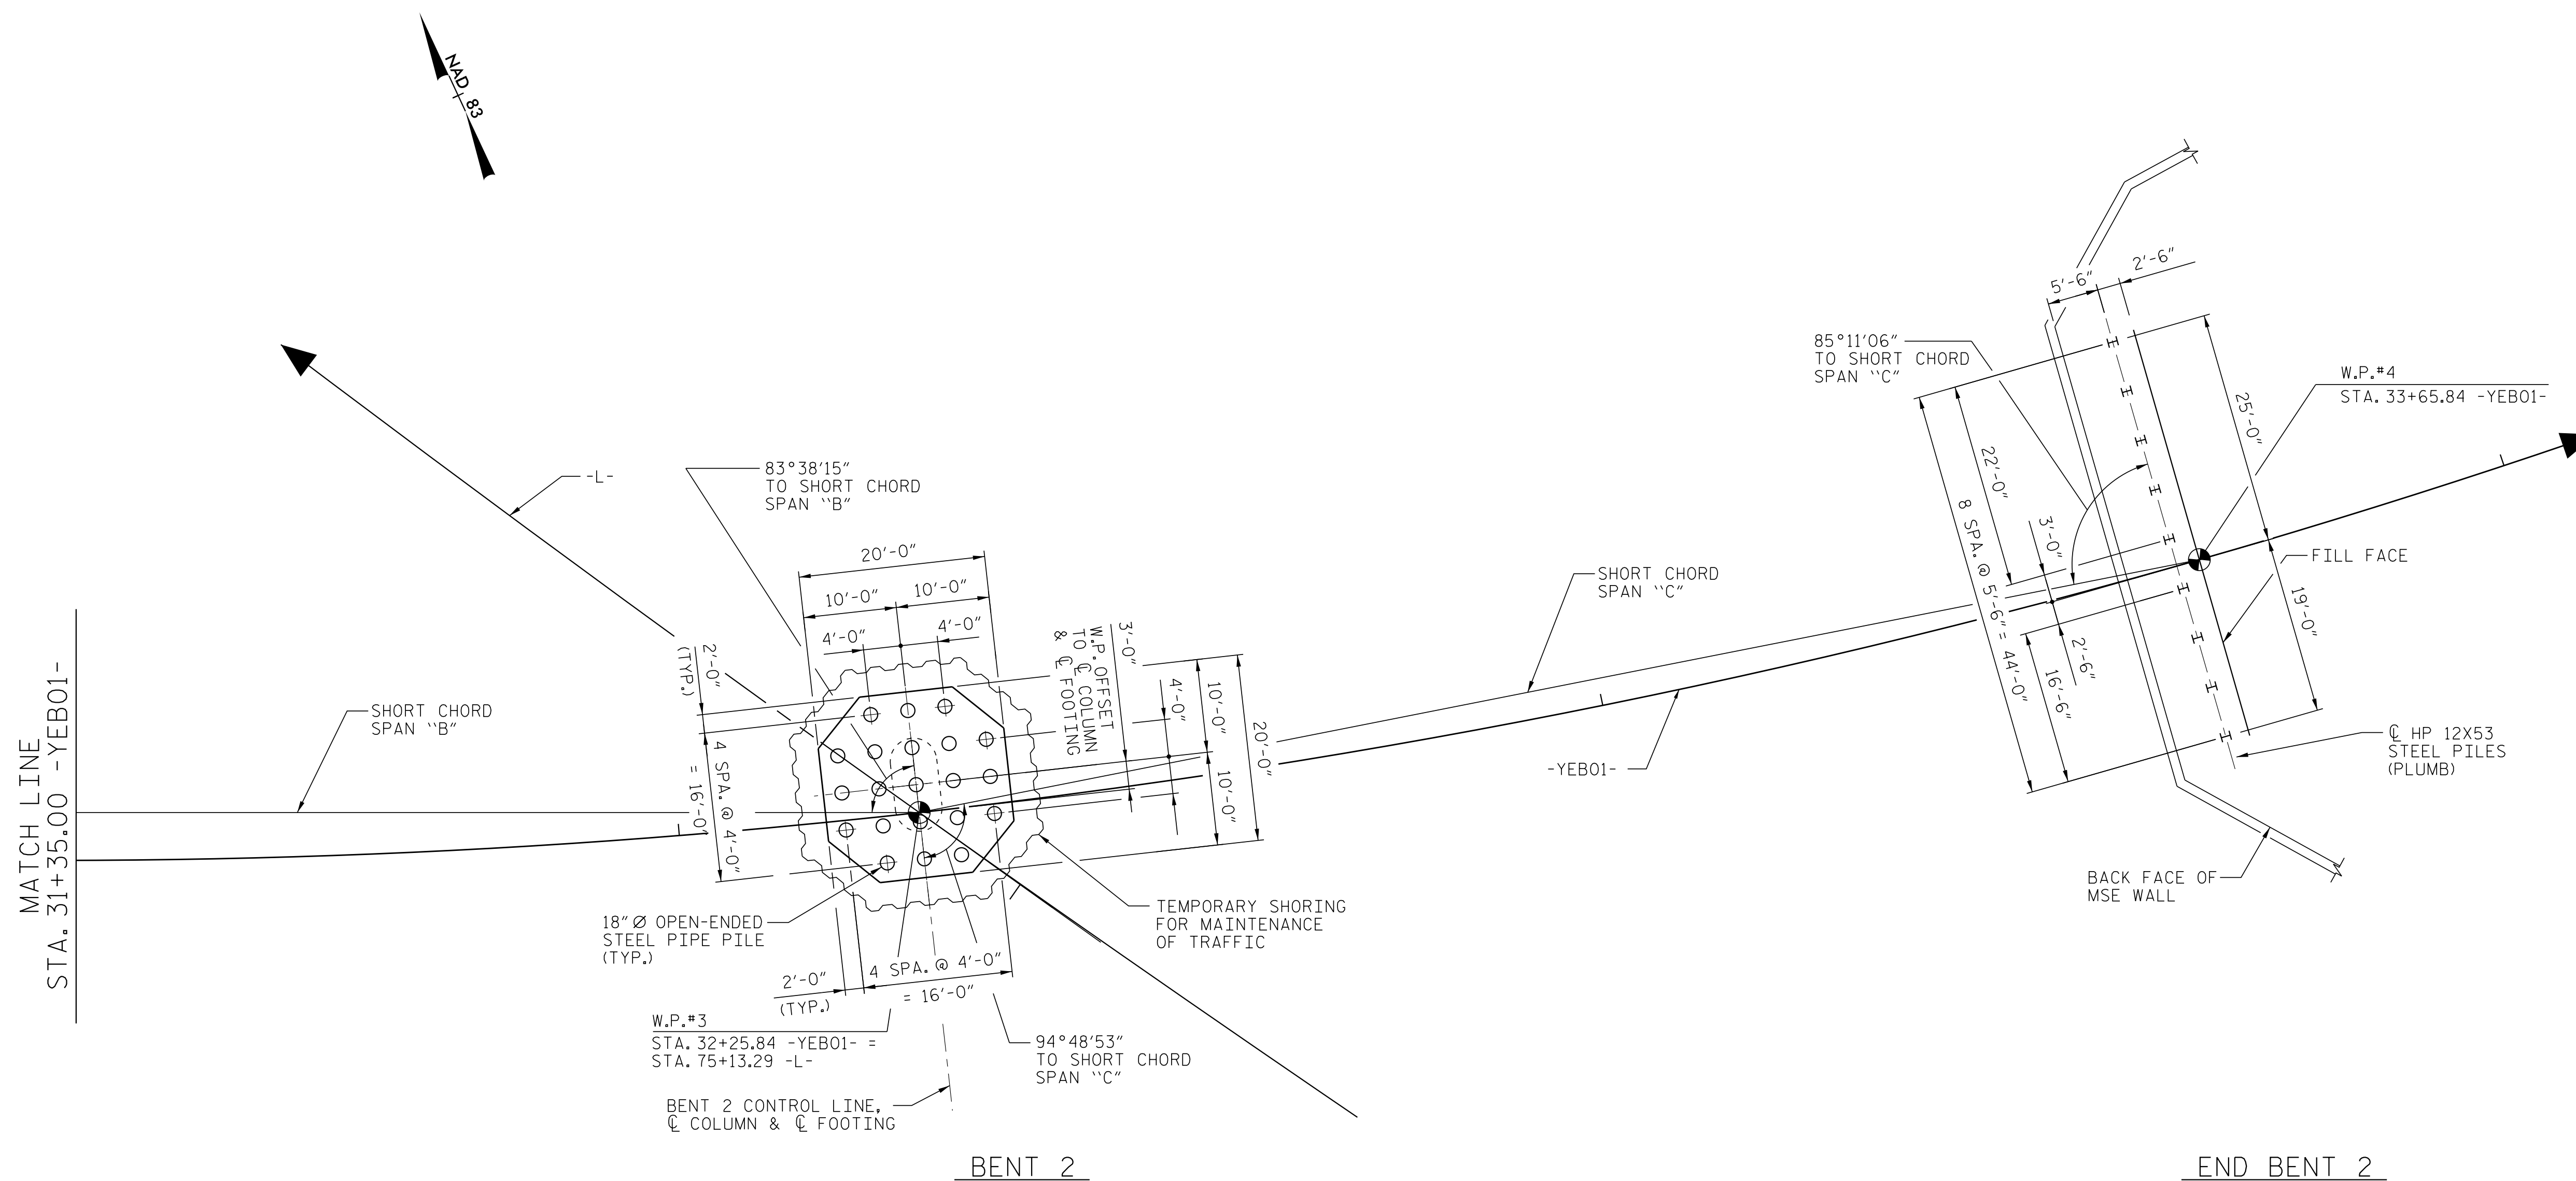 NAD 83
MATCH LINE
STA. 31+35.00 -YEB01-
SHORT CHORD
SPAN ``B″
-L-
83°38′15″
TO SHORT CHORD
SPAN ``B″
20′-0″
10′-0″
10′-0″
4′-0″
4′-0″
2′-0″
(TYP.)
4 SPA. @ 4′-0″
= 16′-0″
W.P. OFFSET
TO ℄ COLUMN
& ℄ FOOTING
3′-0″
4′-0″
10′-0″
10′-0″
20′-0″
18″ Ø OPEN-ENDED
STEEL PIPE PILE
(TYP.)
2′-0″
(TYP.)
4 SPA. @ 4′-0″
= 16′-0″
W.P.#3
STA. 32+25.84 -YEB01- =
STA. 75+13.29 -L-
BENT 2 CONTROL LINE,
℄ COLUMN & ℄ FOOTING
94°48′53″
TO SHORT CHORD
SPAN ``C″
TEMPORARY SHORING
FOR MAINTENANCE
OF TRAFFIC
BENT 2
SHORT CHORD
SPAN ``C″
-YEB01-
85°11′06″
TO SHORT CHORD
SPAN ``C″
5′-6″
2′-6″
22′-0″
8 SPA. @ 5′-6″ = 44′-0″
3′-0″
2′-6″
16′-6″
25′-0″
19′-0″
W.P.#4
STA. 33+65.84 -YEB01-
FILL FACE
℄ HP 12X53
STEEL PILES
(PLUMB)
BACK FACE OF
MSE WALL
END BENT 2